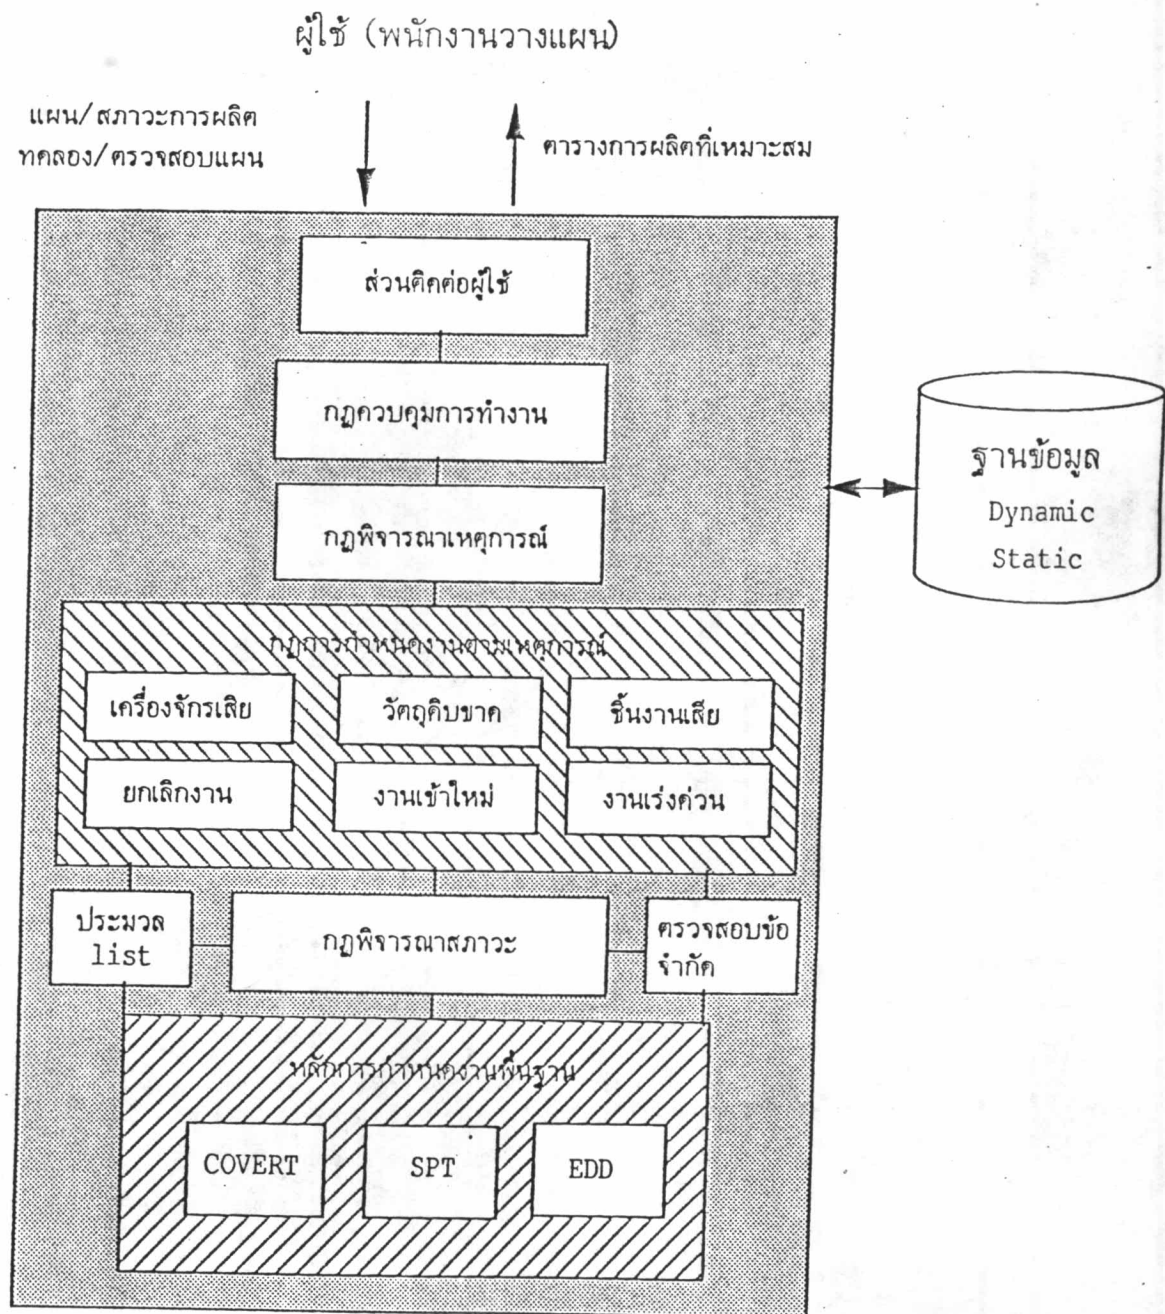 ผู้ใช้ (พนักงานวางแผน)
แผน/สภาวะการผลิต
ทดลอง/ตรวจสอบแผน
ตารางการผลิตที่เหมาะสม
ส่วนติดต่อผู้ใช้
กฎควบคุมการทำงาน
กฎพิจารณาเหตุการณ์
ฐานข้อมูล
Dynamic
Static
กฎการกำหนดงานตามเหตุการณ์
เครื่องจักรเสีย
วัตถุดิบขาด
ชิ้นงานเสีย
ยกเลิกงาน
งานเข้าใหม่
งานเร่งด่วน
ประมวล
list
กฎพิจารณาสภาวะ
ตรวจสอบข้อ
จำกัด
หลักการกำหนดงานพื้นฐาน
COVERT
SPT
EDD